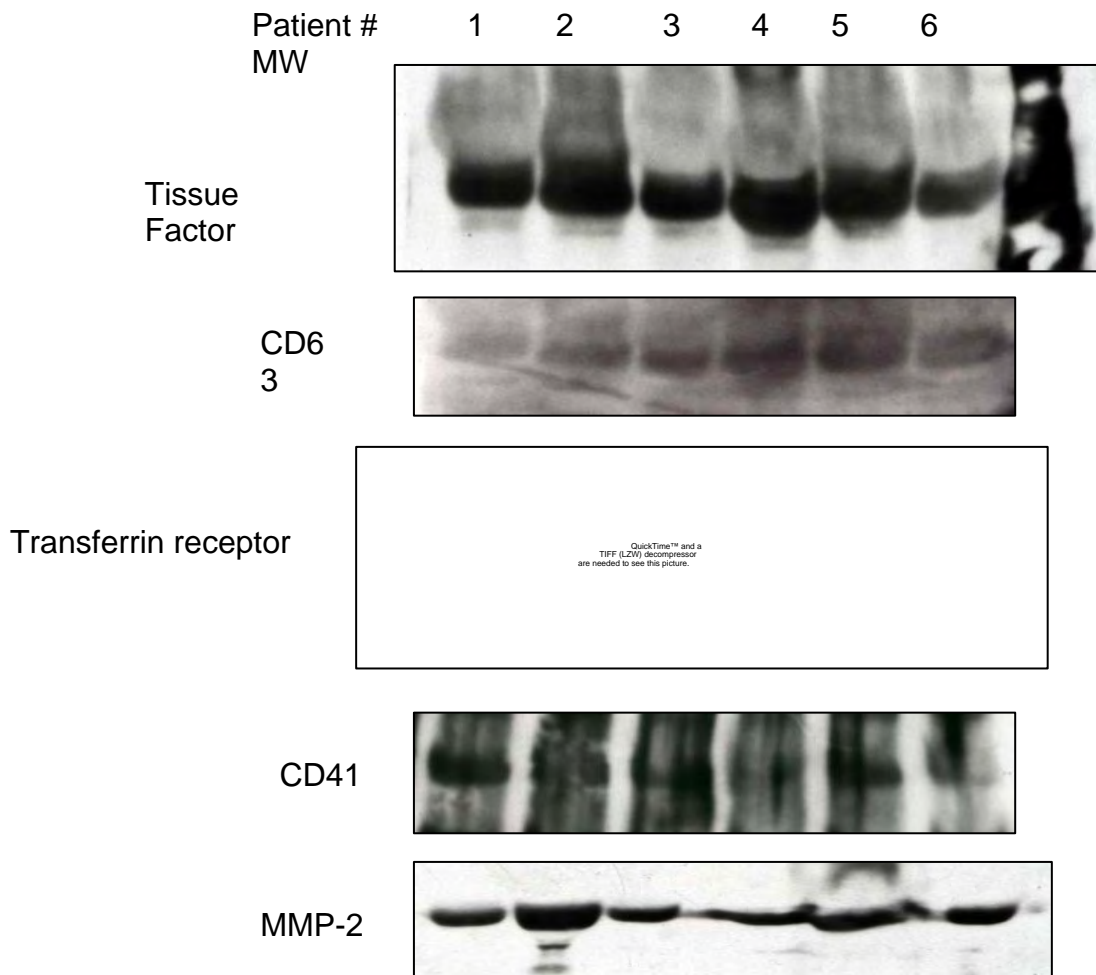 Patient # 1 2 3 4 5 6
MW
Tissue
Factor
CD6
3
Transferrin receptor
QuickTime™ and a
TIFF (LZW) decompressor
are needed to see this picture.
CD41
MMP-2